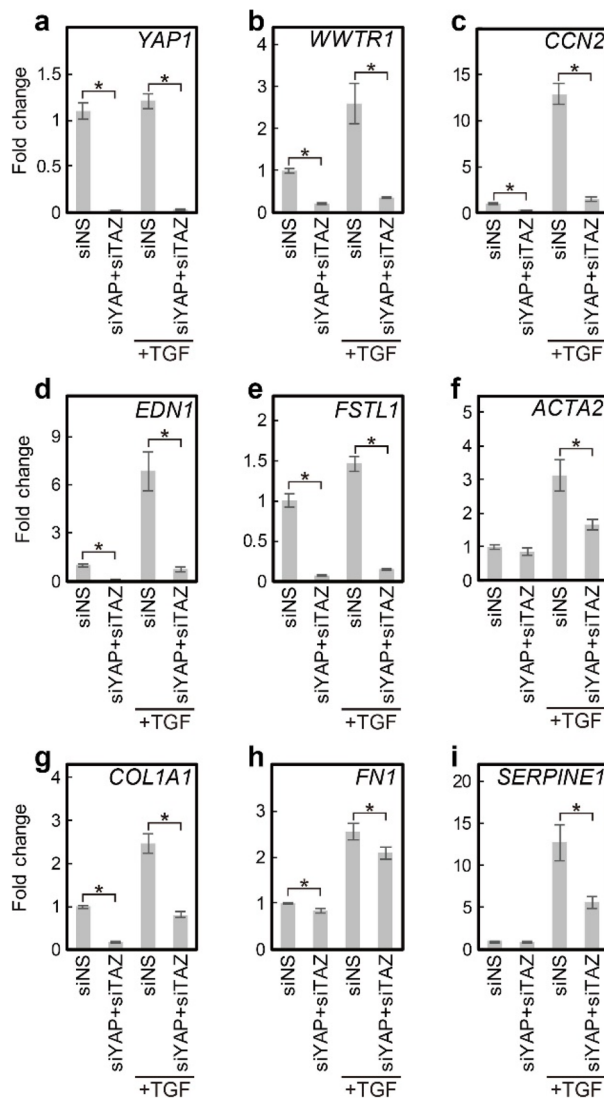 a YAP1
Fold change
1.5
1
0.5
0
*
*
siNS
siYAP+siTAZ
siNS
siYAP+siTAZ
+TGF
b WWTR1
4
3
2
1
0
*
*
siNS
siYAP+siTAZ
siNS
siYAP+siTAZ
+TGF
c CCN2
15
10
5
0
*
*
siNS
siYAP+siTAZ
siNS
siYAP+siTAZ
+TGF
d EDN1
Fold change
9
6
3
0
*
*
siNS
siYAP+siTAZ
siNS
siYAP+siTAZ
+TGF
e FSTL1
2
1.5
1
0.5
0
*
*
siNS
siYAP+siTAZ
siNS
siYAP+siTAZ
+TGF
f ACTA2
5
4
3
2
1
0
*
siNS
siYAP+siTAZ
siNS
siYAP+siTAZ
+TGF
g COL1A1
Fold change
4
3
2
1
0
*
*
siNS
siYAP+siTAZ
siNS
siYAP+siTAZ
+TGF
h FN1
4
3
2
1
0
*
*
siNS
siYAP+siTAZ
siNS
siYAP+siTAZ
+TGF
i SERPINE1
20
15
10
5
0
*
siNS
siYAP+siTAZ
siNS
siYAP+siTAZ
+TGF